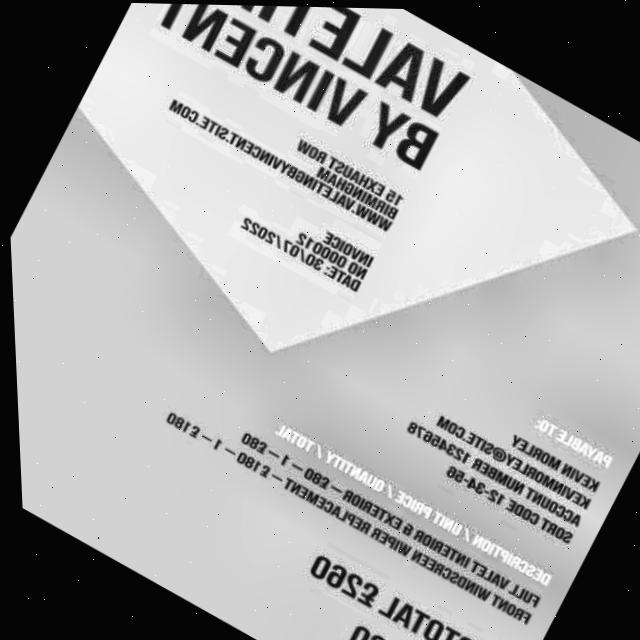 VALETIN
BY VINCENT
15 EXHAUST ROW
BIRMINGHAM
WWW.VALETINGBYVINCENT.SITE.COM
INVOICE
NO 000012
DATE: 30/07/2022
PAYABLE TO:
KEVIN MORLEY
KEVINMORLEY@SITE.COM
ACCOUNT NUMBER 12345678
SORT CODE 12-34-56
DESCRIPTION / UNIT PRICE / QUANTITY / TOTAL
FULL VALET INTERIOR & EXTERIOR — £80 — 1 — £80
FRONT WINDSCREEN WIPER REPLACEMENT — £180 — 1 — £180
BTOTAL £260